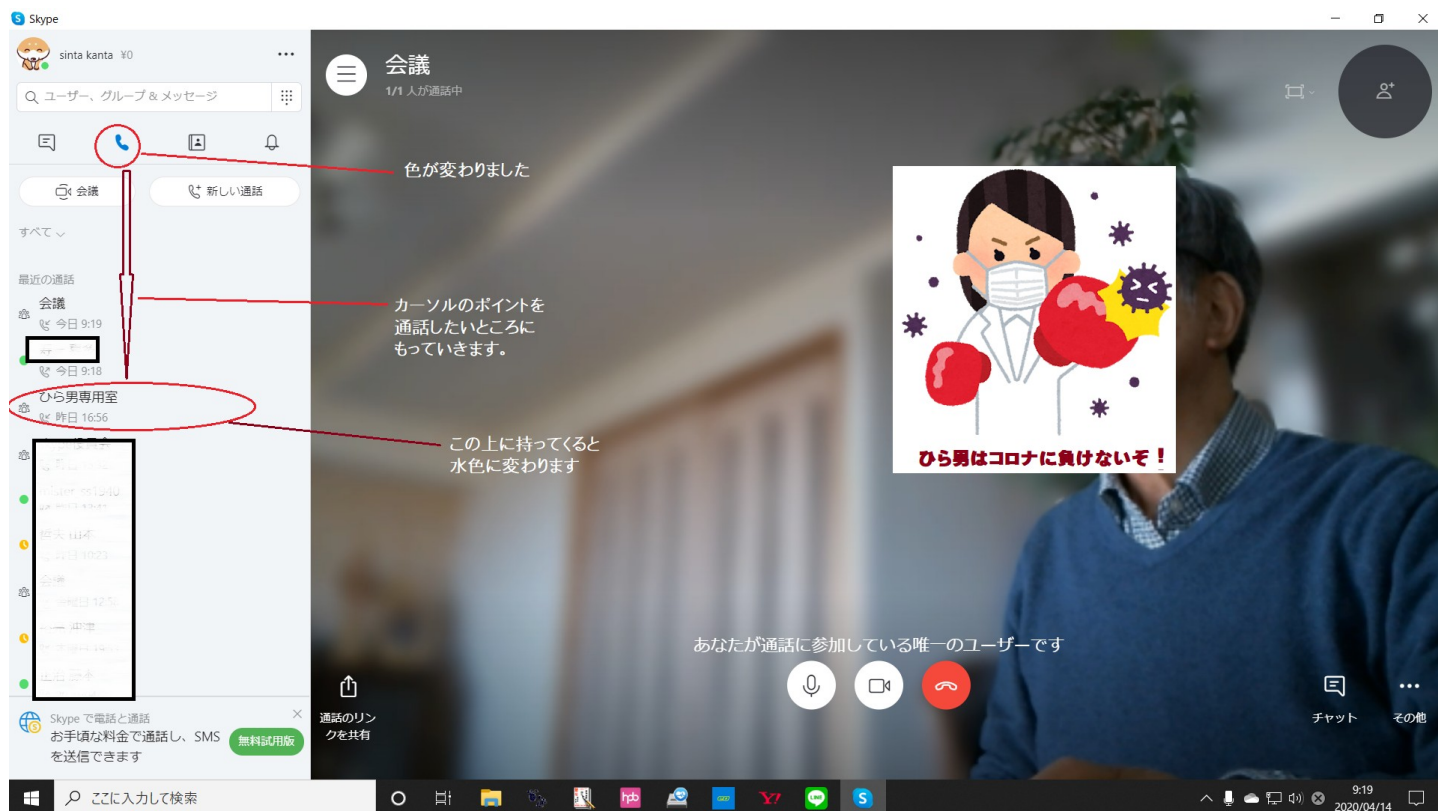 Skype
sinta kanta ¥0
ユーザー、グループ & メッセージ
会議
新しい通話
すべて
最近の通話
会議
今日 9:19
今日 9:18
ひら男専用室
昨日 16:56
Skype で電話と通話
お手頃な料金で通話し、SMS
を送信できます
無料試用版
会議
1/1 人が通話中
色が変わりました
カーソルのポイントを
通話したいところに
もっていきます。
この上に持ってくると
水色に変わります
ひら男はコロナに負けないぞ！
あなたが通話に参加している唯一のユーザーです
通話のリン
クを共有
チャット
その他
ここに入力して検索
hpb
GEO
Y!
LINE
S
9:19
2020/04/14